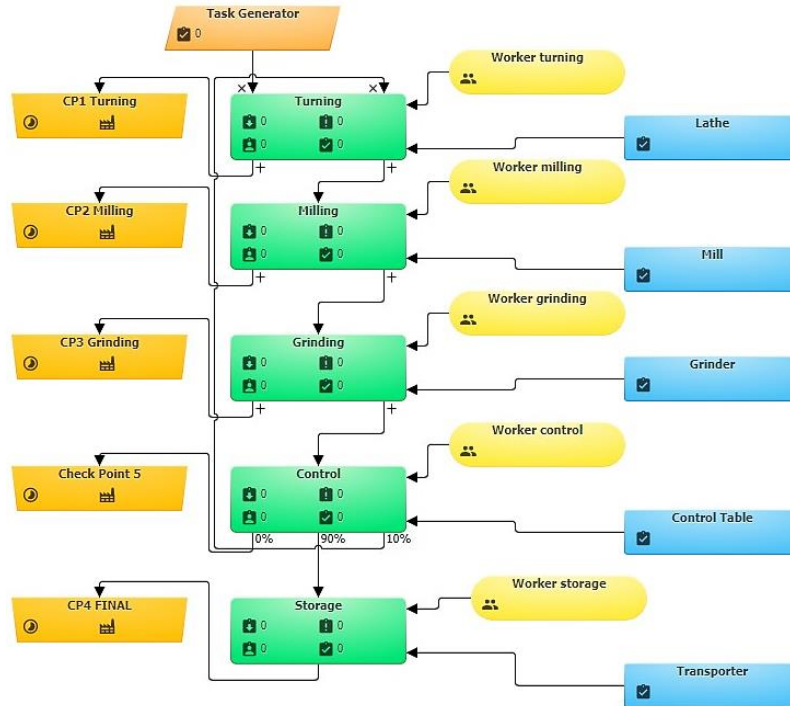 Task Generator
0
Worker turning
CP1 Turning
× ×
Turning
0 0
0 0
+ +
Lathe
Worker milling
CP2 Milling
Milling
0 0
0 0
+ +
Mill
Worker grinding
CP3 Grinding
Grinding
0 0
0 0
+ +
Grinder
Worker control
Check Point 5
Control
0 0
0 0
0% 90% 10%
Control Table
Worker storage
CP4 FINAL
Storage
0 0
0 0
Transporter